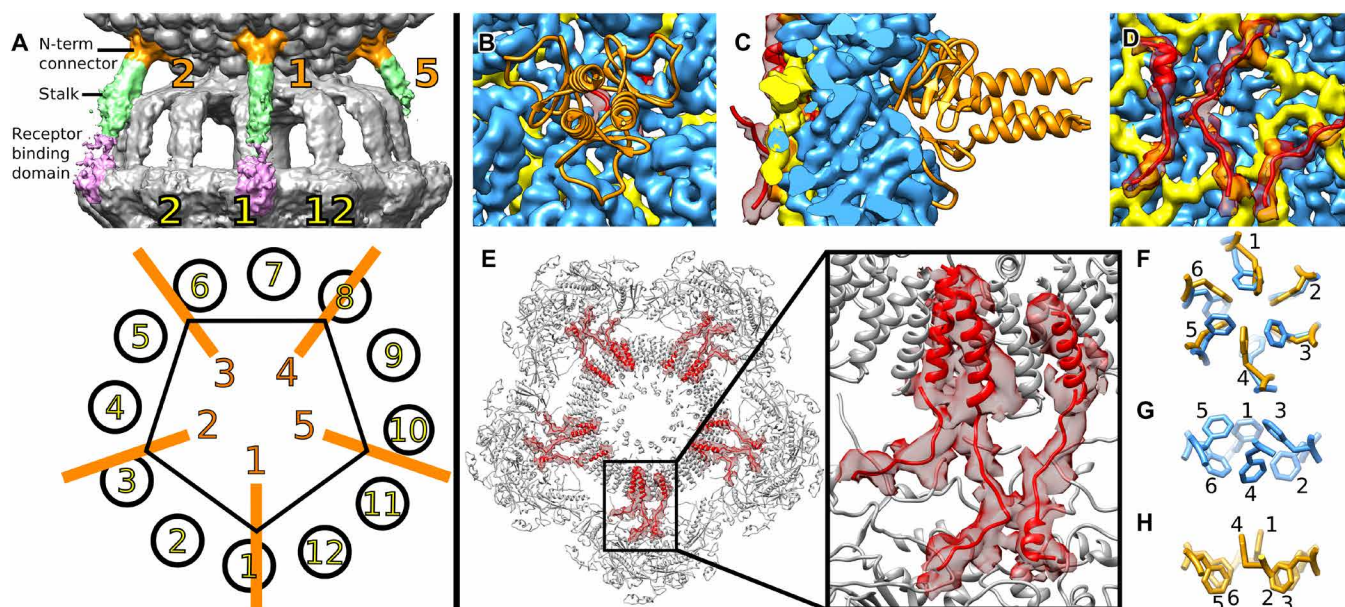 A
N-term
connector
Stalk
Receptor
binding
domain
2 1 5
2 1 12
6 7 8
5 9
4 10
3 11
2 12
1
3 4
2 5
1
B
C
D
E
F
1
6
2
5
3
4
G
5 1 3
6 4 2
H
4 1
5 6 2 3